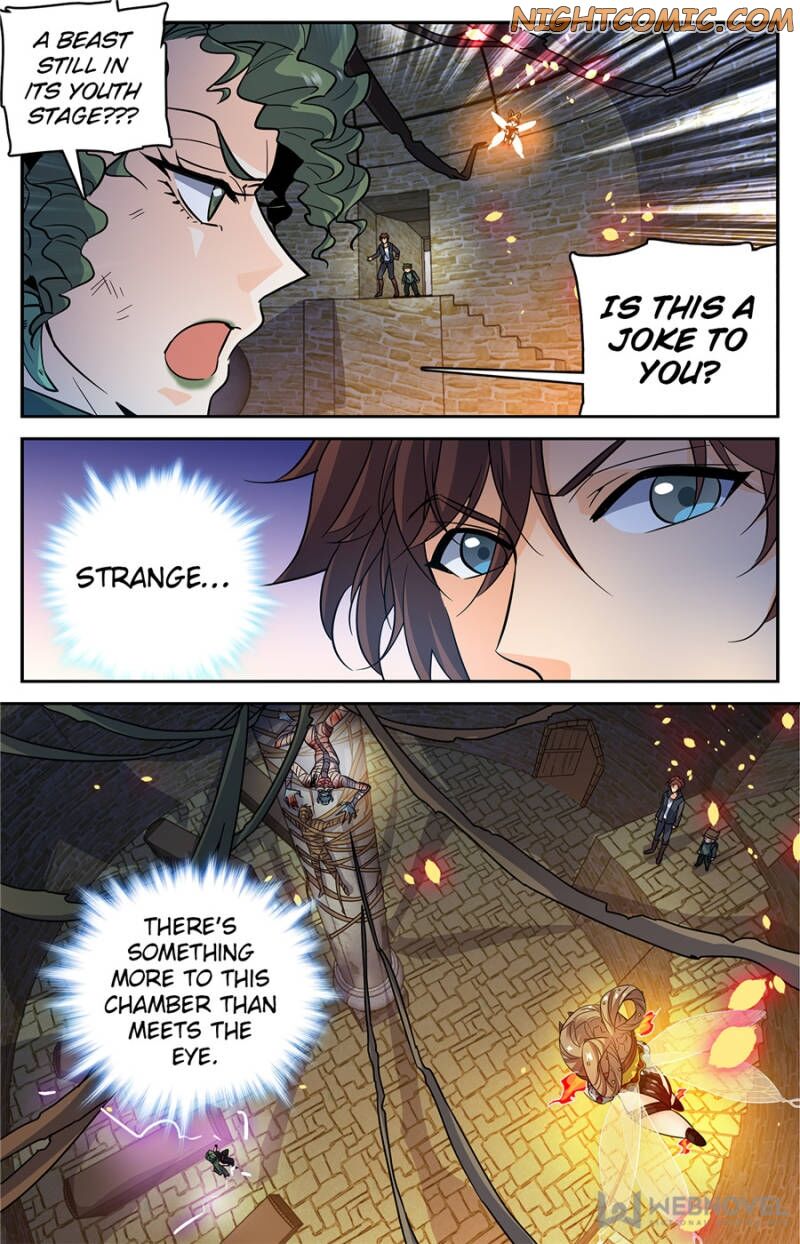 NIGHTCOMIC.COM
A BEAST
STILL IN
ITS YOUTH
STAGE???
IS THIS A
JOKE TO
YOU?
STRANGE...
THERE'S
SOMETHING
MORE TO THIS
CHAMBER THAN
MEETS THE
EYE.
WEBNOVEL